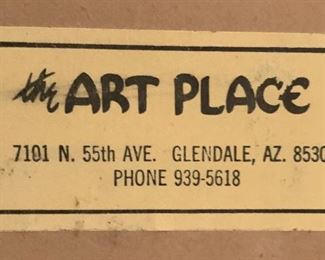 the ART PLACE
7101 N. 55th AVE. GLENDALE, AZ. 8530
PHONE 939-5618